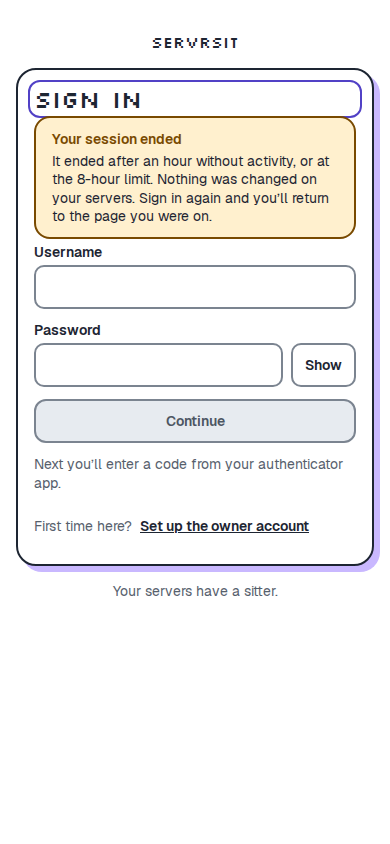 SERVRSIT
SIGN IN
Your session ended
It ended after an hour without activity, or at
the 8-hour limit. Nothing was changed on
your servers. Sign in again and you'll return
to the page you were on.
Username
Password
Show
Continue
Next you'll enter a code from your authenticator
app.
First time here? Set up the owner account
Your servers have a sitter.